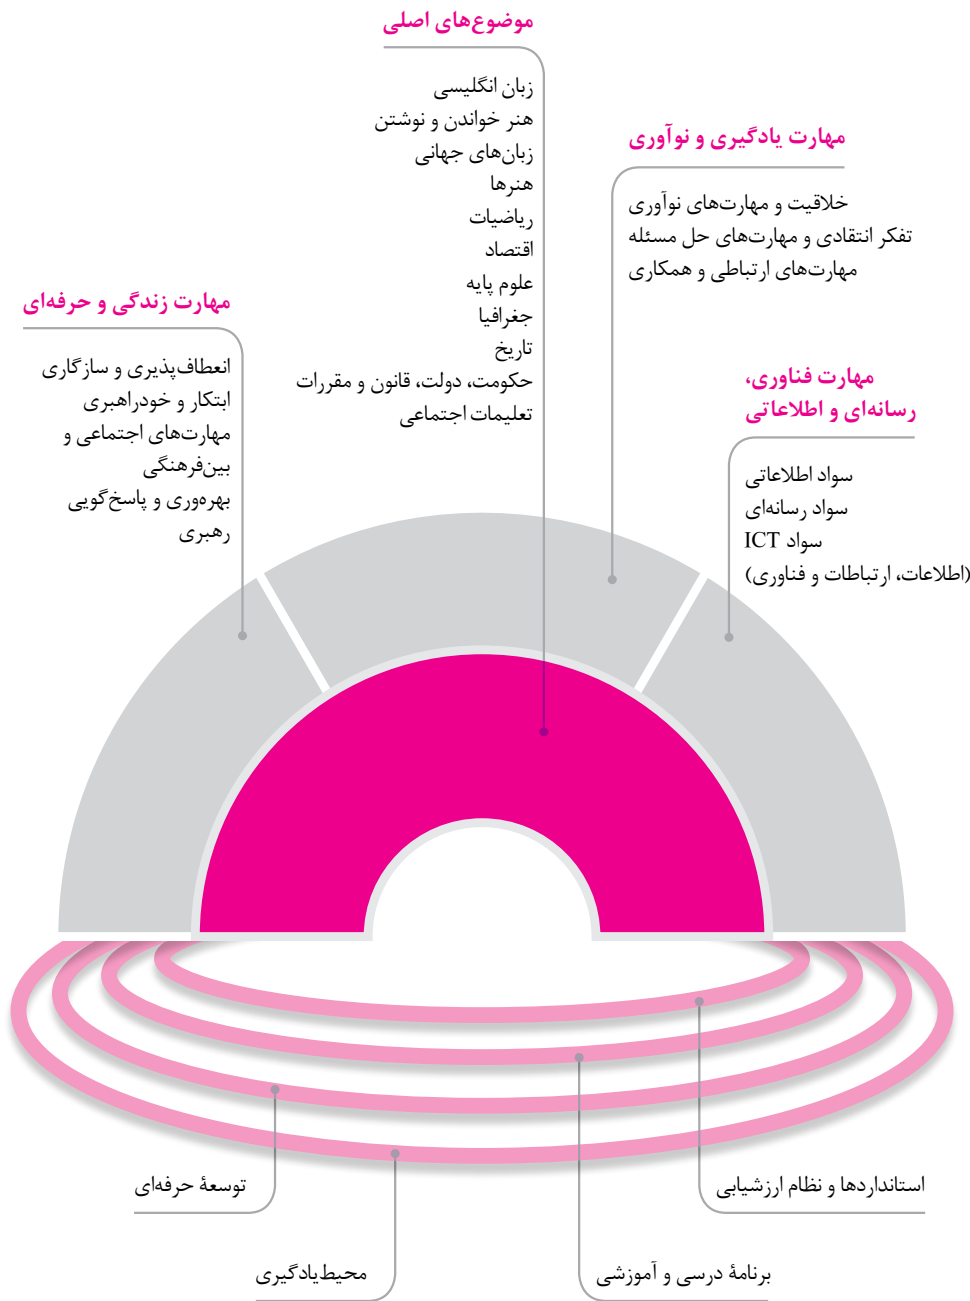 موضوع‌های اصلی
زبان انگلیسی
هنر خواندن و نوشتن
زبان‌های جهانی
هنرها
ریاضیات
اقتصاد
علوم پایه
جغرافیا
تاریخ
حکومت، دولت، قانون و مقررات
تعلیمات اجتماعی
مهارت یادگیری و نوآوری
خلاقیت و مهارت‌های نوآوری
تفکر انتقادی و مهارت‌های حل مسئله
مهارت‌های ارتباطی و همکاری
مهارت فناوری،
رسانه‌ای و اطلاعاتی
سواد اطلاعاتی
سواد رسانه‌ای
سواد ICT
(اطلاعات، ارتباطات و فناوری)
مهارت زندگی و حرفه‌ای
انعطاف‌پذیری و سازگاری
ابتکار و خودراهبری
مهارت‌های اجتماعی و
بین‌فرهنگی
بهره‌وری و پاسخ‌گویی
رهبری
استانداردها و نظام ارزشیابی
توسعهٔ حرفه‌ای
برنامهٔ درسی و آموزشی
محیط‌یادگیری